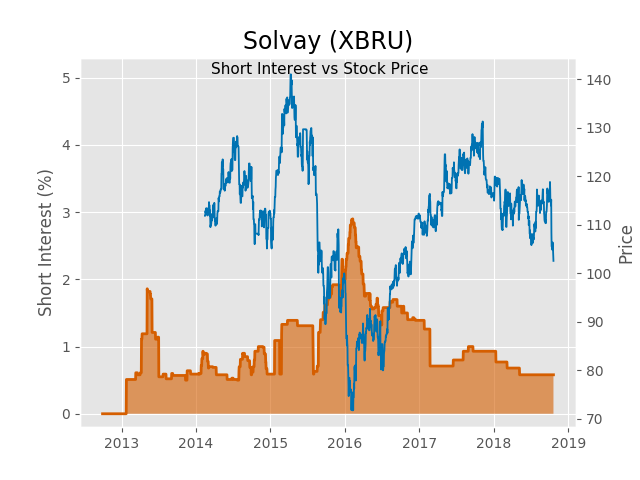 Solvay (XBRU)
Short Interest vs Stock Price
Short Interest (%)
5
4
3
2
1
0
140
130
120
110
100
90
80
70
Price
2013 2014 2015 2016 2017 2018 2019